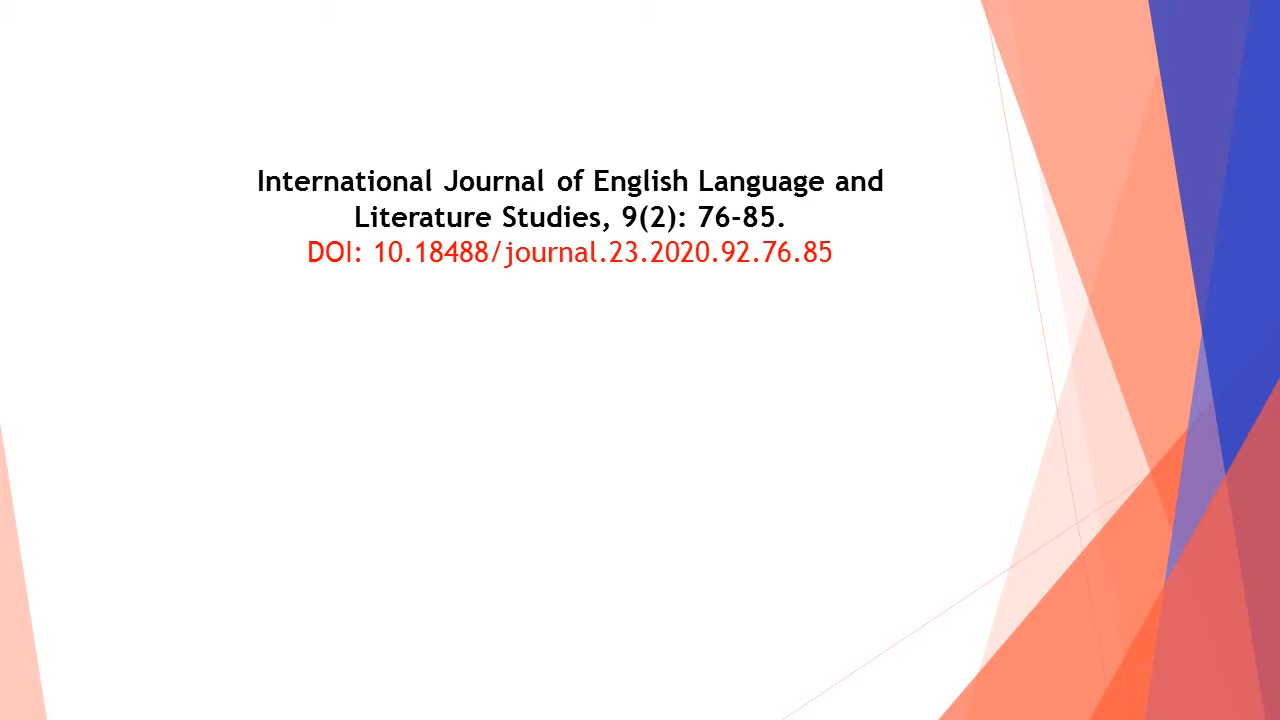 International Journal of English Language and
Literature Studies, 9(2): 76-85.
DOI: 10.18488/journal.23.2020.92.76.85